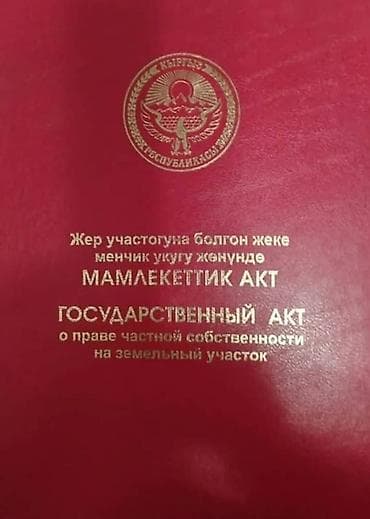 КЫРГЫЗ
РЕСПУБЛИКАСЫ
Жер участогуна болгон жеке
менчик укугу жөнүндө
МАМЛЕКЕТТИК АКТ
ГОСУДАРСТВЕННЫЙ АКТ
о праве частной собственности
на земельный участок